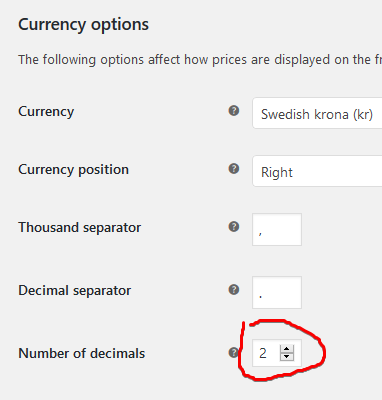 Currency options
The following options affect how prices are displayed on the
Currency ? Swedish krona (kr)
Currency position ? Right
Thousand separator ? ,
Decimal separator ? .
Number of decimals ? 2